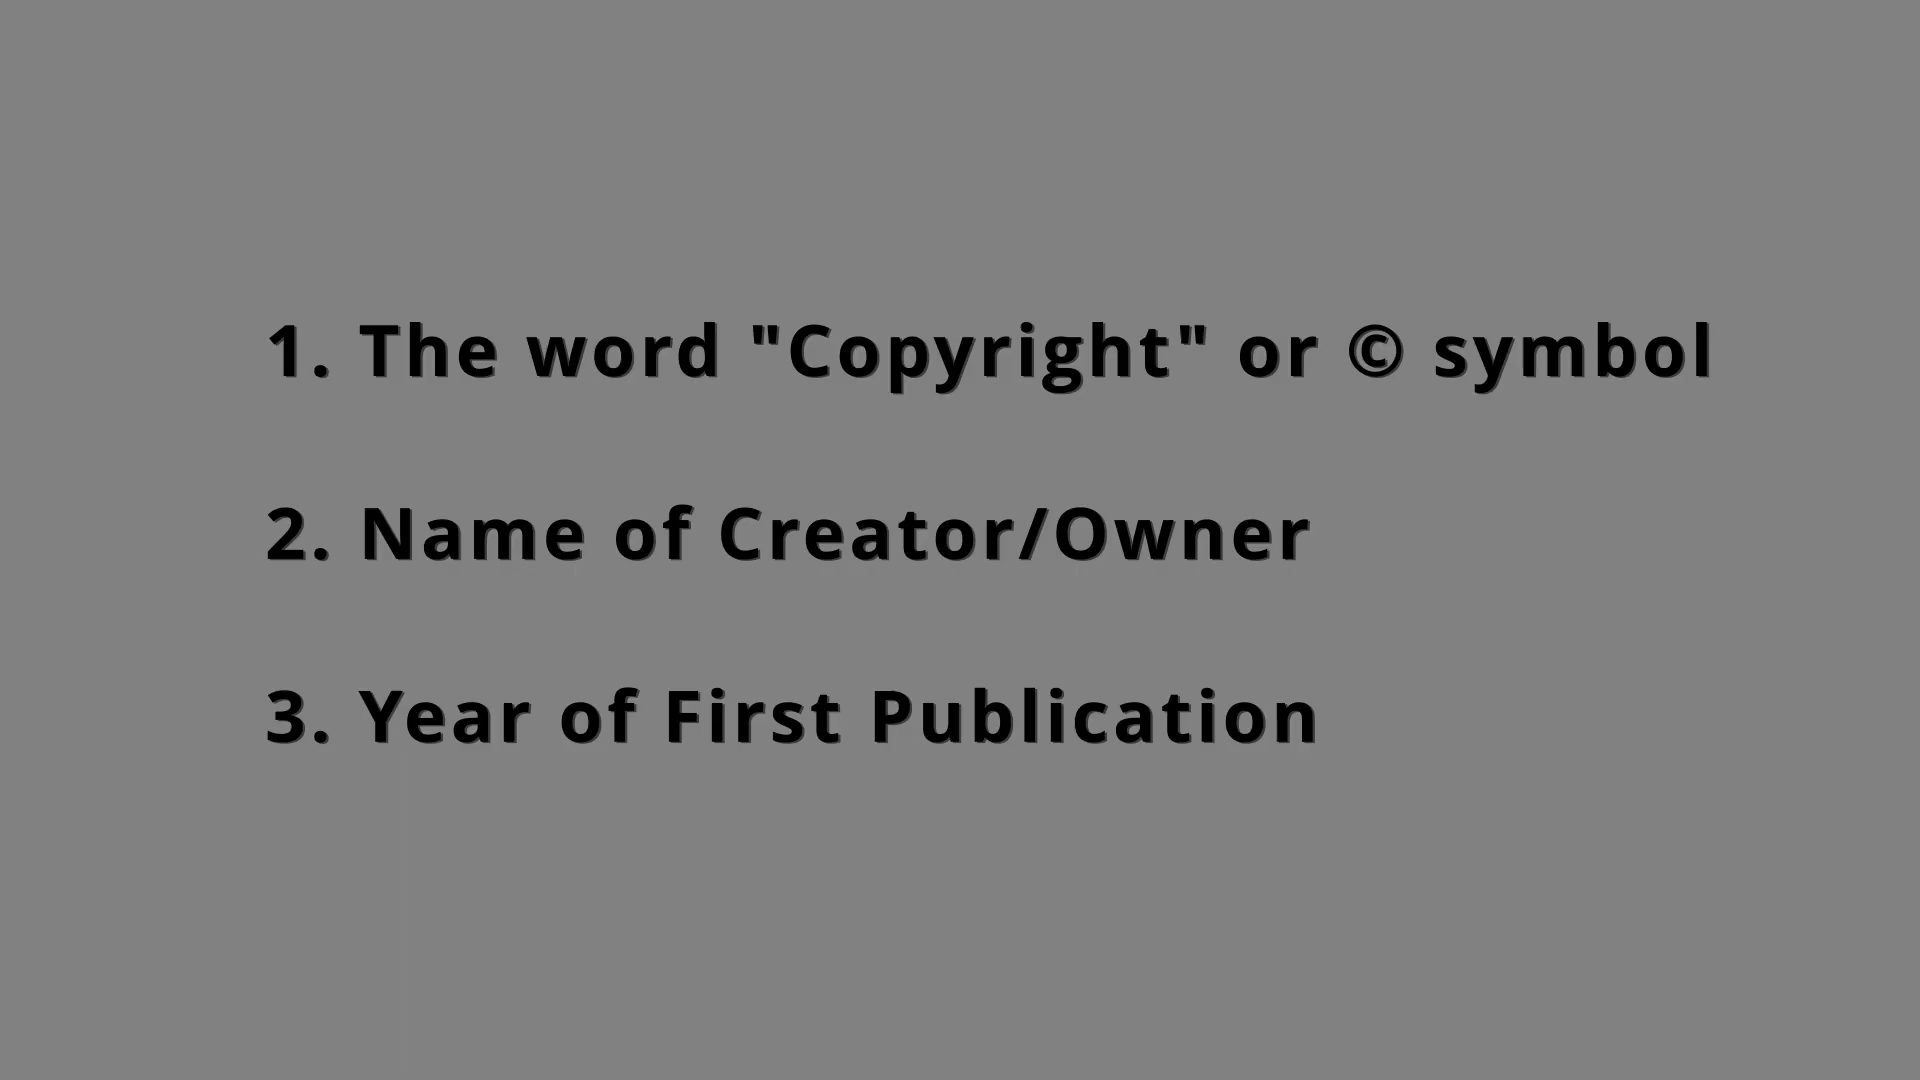 1. The word "Copyright" or © symbol
2. Name of Creator/Owner
3. Year of First Publication